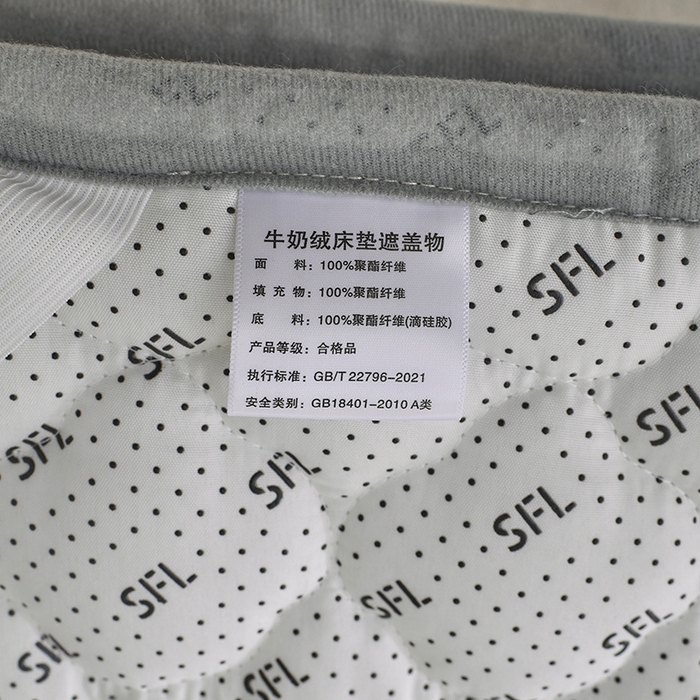 牛奶绒床垫遮盖物
面 料：100%聚酯纤维
填 充 物：100%聚酯纤维
底 料：100%聚酯纤维(滴硅胶)
产品等级：合格品
执行标准：GB/T 22796-2021
安全类别：GB18401-2010 A类
SFL
SFL
SFL
SFL
SFL
SFL
SFL
SFL
SFL
SFL
SFL